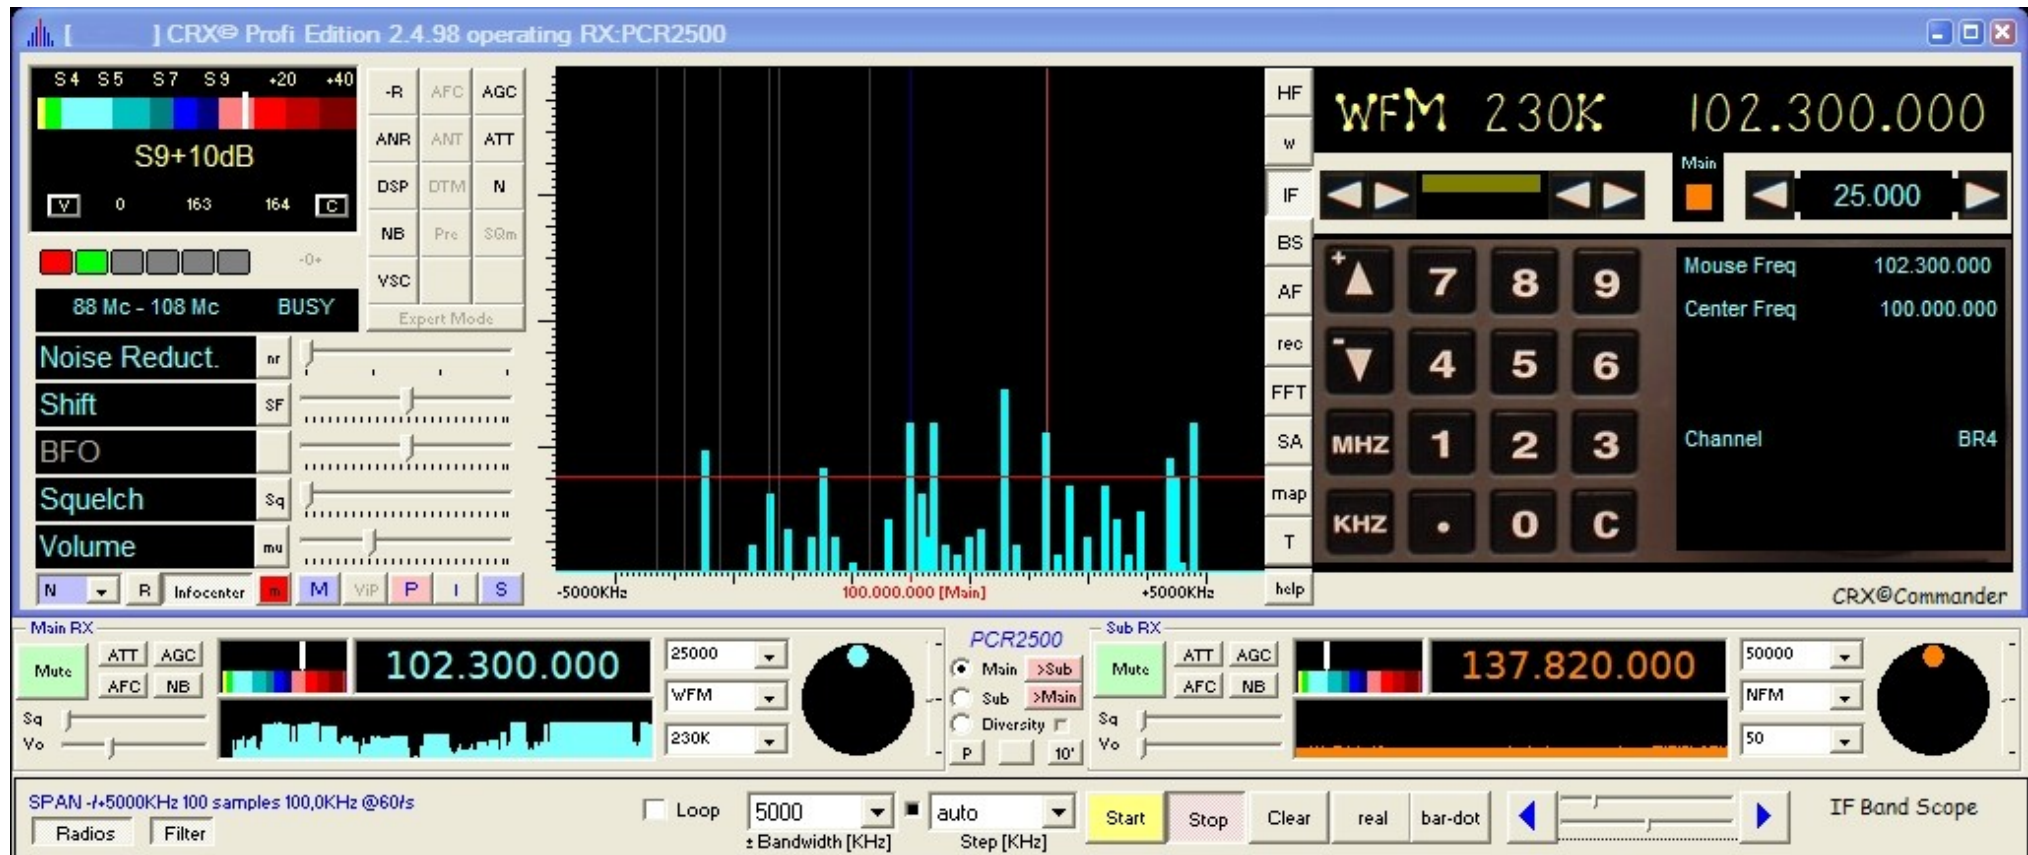 [ ] CRX© Profi Edition 2.4.98 operating RX:PCR2500
S4 S5 S7 S9 +20 +40
S9+10dB
V 0 163 164 C
-0+
88 Mc - 108 Mc BUSY
-R AFC AGC
ANR ANT ATT
DSP DTM N
NB Pre SQm
VSC
Expert Mode
Noise Reduct. nr
Shift SF
BFO
Squelch Sq
Volume mu
N R Infocenter m M ViP P I S
-5000KHz 100.000.000 [Main] +5000KHz
HF
w
IF
BS
AF
rec
FFT
SA
map
T
help
WFM 230K 102.300.000
Main
25.000
+ 7 8 9
- 4 5 6
MHZ 1 2 3
KHZ . 0 C
Mouse Freq 102.300.000
Center Freq 100.000.000
Channel BR4
CRX©Commander
Main RX
Mute ATT AGC
AFC NB
Sq
Vo
102.300.000
25000
WFM
230K
PCR2500
Main >Sub
Sub >Main
Diversity
P 10'
Sub RX
Mute ATT AGC
AFC NB
Sq
Vo
137.820.000
50000
NFM
50
SPAN -/+5000KHz 100 samples 100,0KHz @60/s
Radios Filter
Loop 5000 auto Start Stop Clear real bar-dot IF Band Scope
± Bandwidth [KHz] Step [KHz]